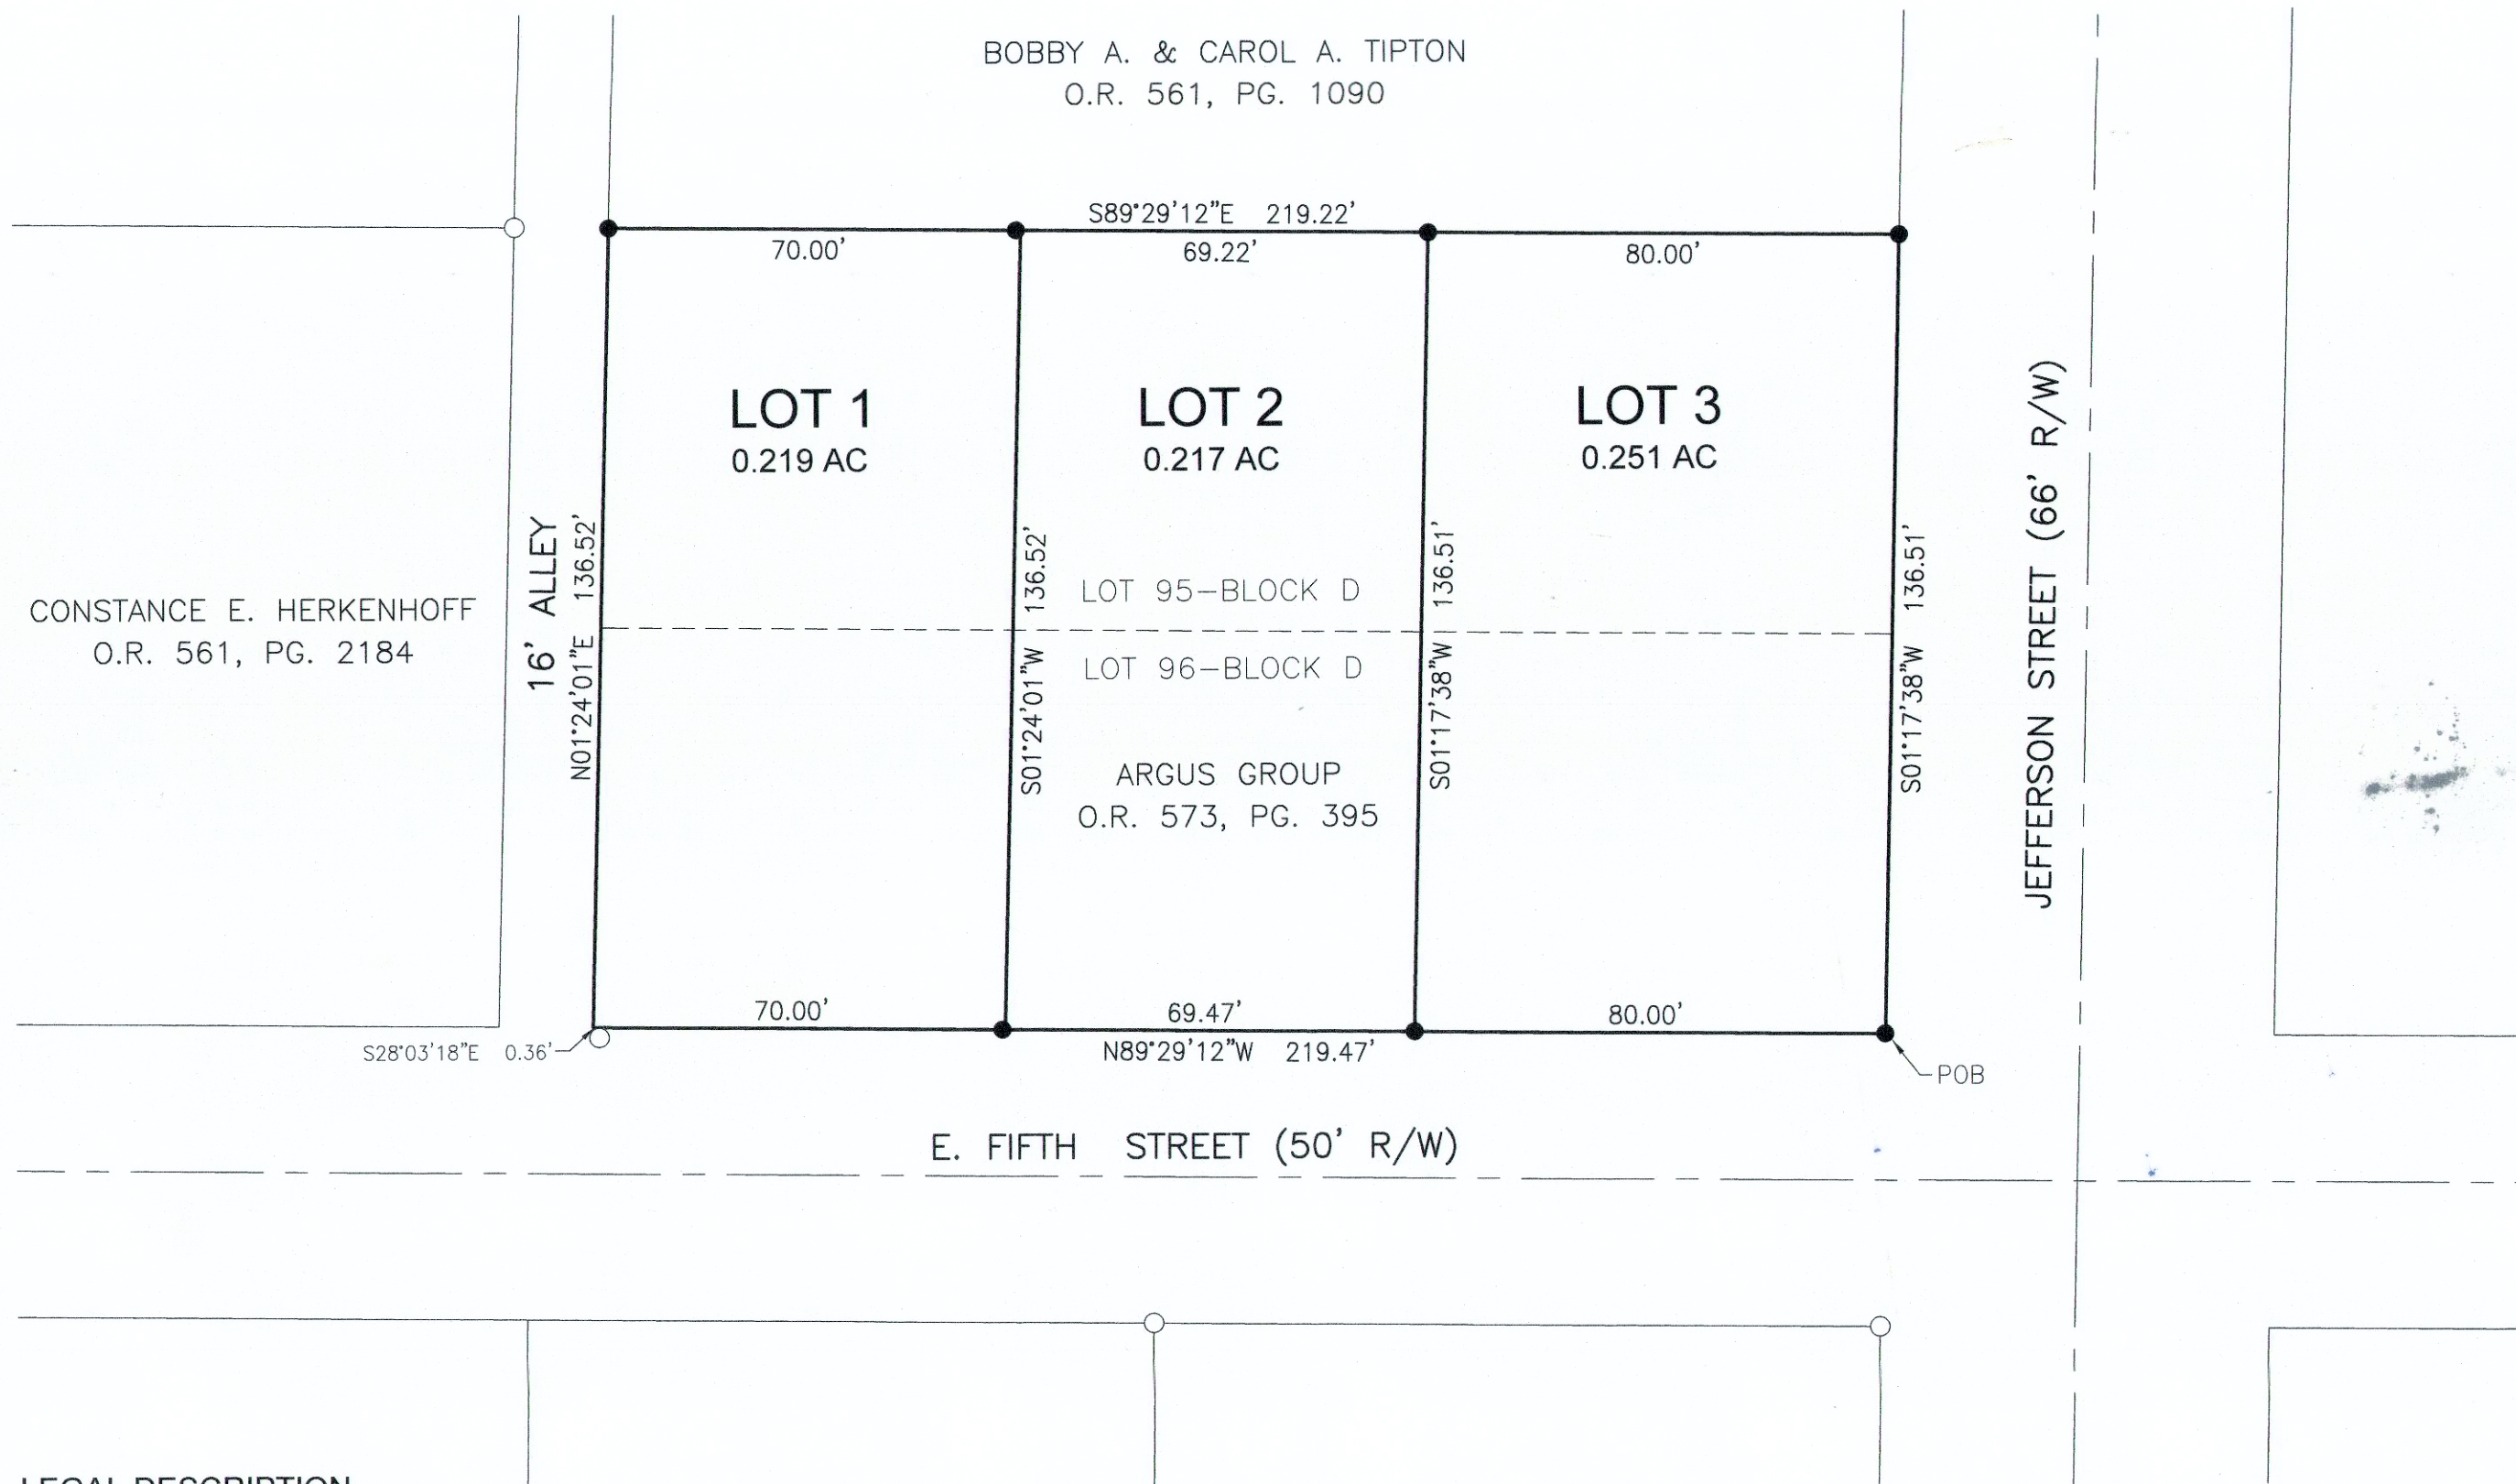 BOBBY A. & CAROL A. TIPTON
O.R. 561, PG. 1090
S89°29'12"E 219.22'
70.00'
69.22'
80.00'
LOT 1
0.219 AC
LOT 2
0.217 AC
LOT 3
0.251 AC
CONSTANCE E. HERKENHOFF
O.R. 561, PG. 2184
16' ALLEY
N01°24'01"E 136.52'
S01°24'01"W 136.52'
LOT 95-BLOCK D
LOT 96-BLOCK D
ARGUS GROUP
O.R. 573, PG. 395
S01°17'38"W 136.51'
S01°17'38"W 136.51'
JEFFERSON STREET (66' R/W)
70.00'
69.47'
80.00'
S28°03'18"E 0.36'
N89°29'12"W 219.47'
POB
E. FIFTH STREET (50' R/W)
LEGAL DESCRIPTION